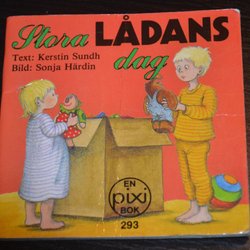 Stora LÅDANS
dag
Text: Kerstin Sundh
Bild: Sonja Härdin
EN
pixi
BOK
293